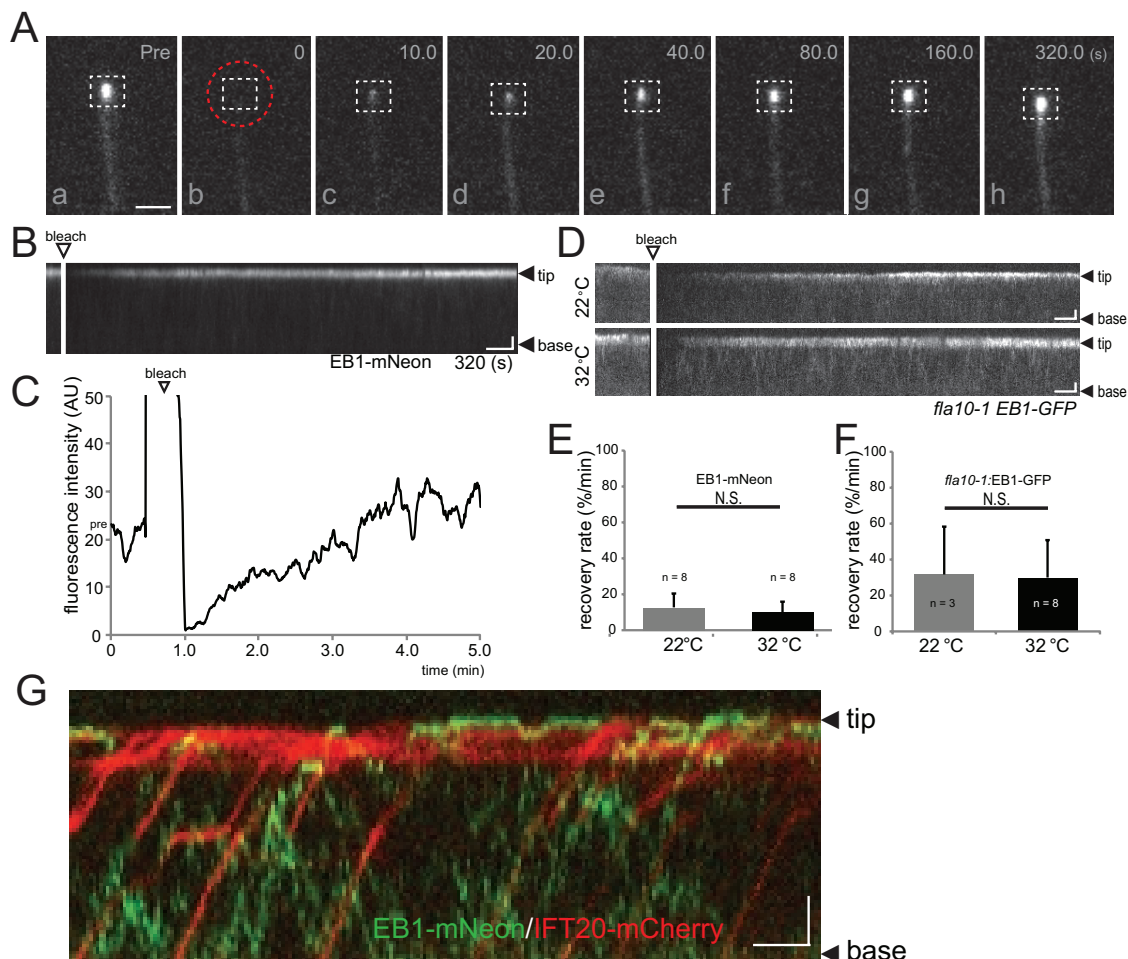 A
Pre
0
10.0
20.0
40.0
80.0
160.0
320.0 (s)
a
b
c
d
e
f
g
h
B
bleach
tip
base
EB1-mNeon 320 (s)
D
bleach
22°C
tip
base
32°C
tip
base
fla10-1 EB1-GFP
C
bleach
fluorescence intensity (AU)
50
40
30
pre
20
10
0
0
1.0
2.0
3.0
4.0
5.0
time (min)
E
recovery rate (%/min)
100
80
60
40
20
0
EB1-mNeon
N.S.
n = 8
n = 8
22°C
32 °C
F
recovery rate (%/min)
100
80
60
40
20
0
fla10-1:EB1-GFP
N.S.
n = 3
n = 8
22 °C
32 °C
G
tip
EB1-mNeon/IFT20-mCherry
base